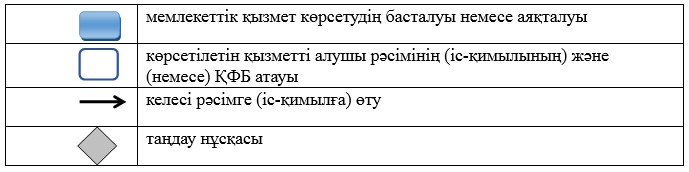 мемлекеттік қызмет көрсетудің басталуы немесе аяқталуы
көрсетілетін қызметті алушы рәсімінің (іс-қимылының) және
(немесе) ҚФБ атауы
келесі рәсімге (іс-қимылға) өту
таңдау нұсқасы